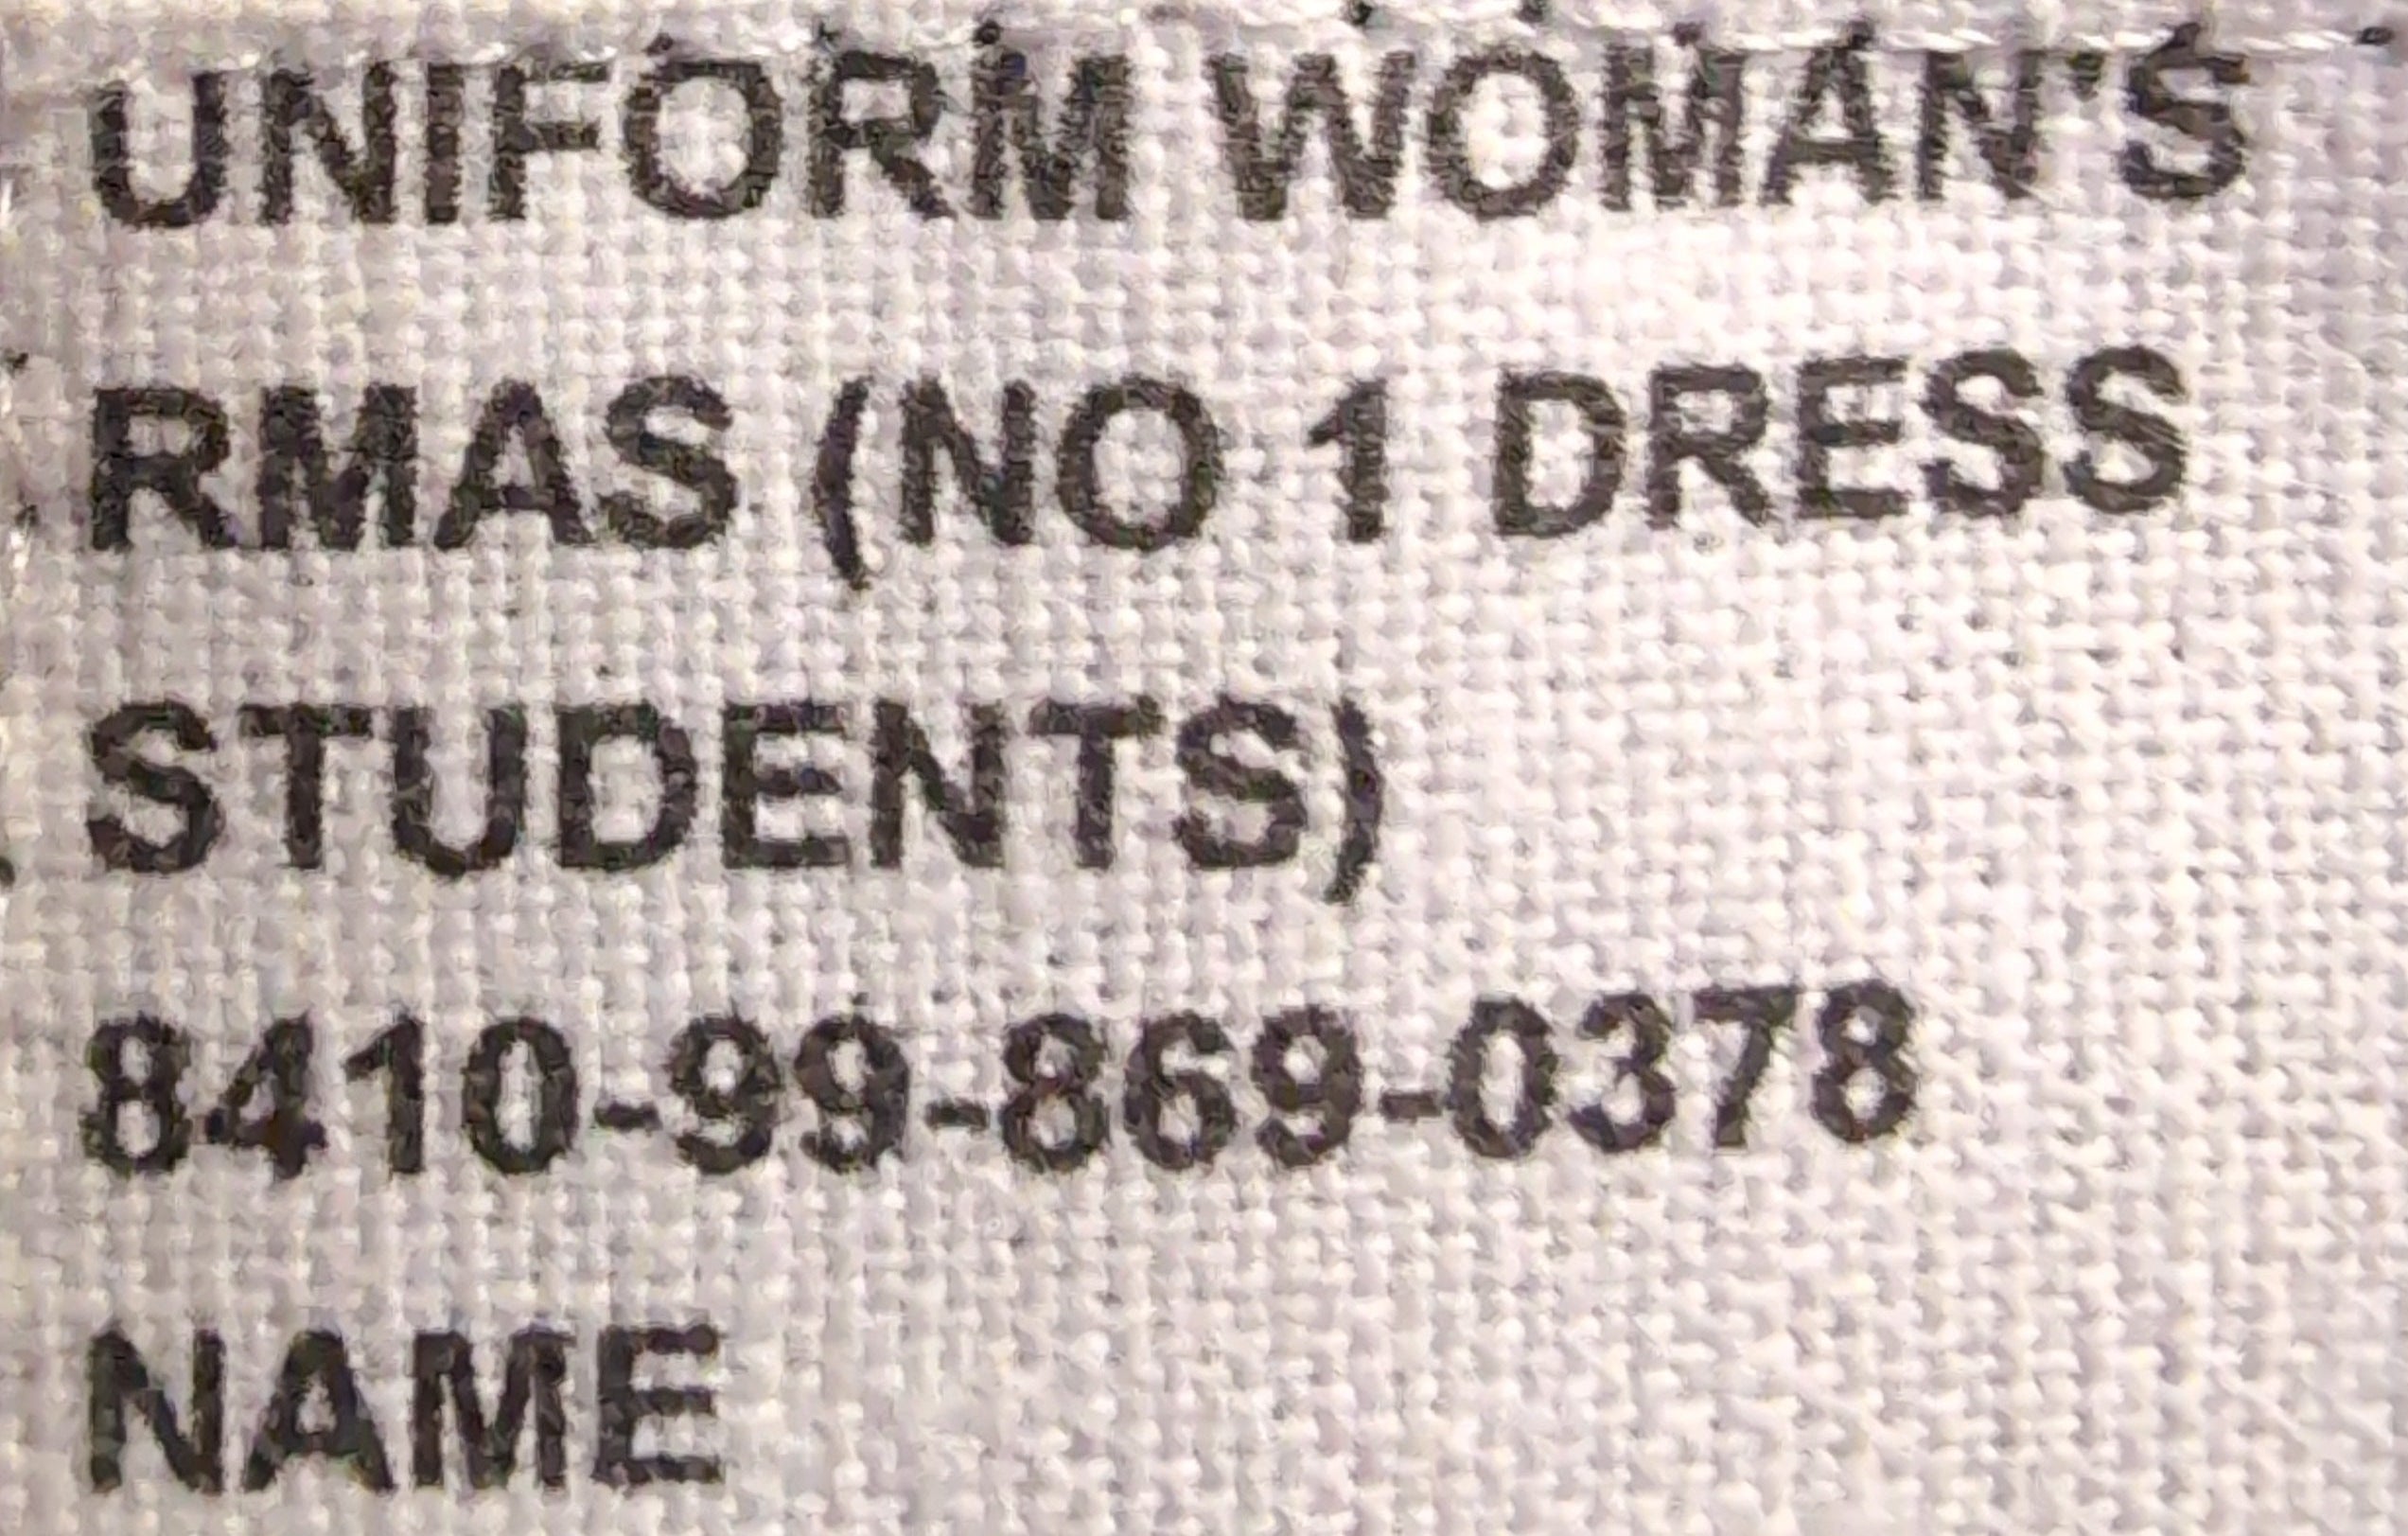 UNIFORM WOMAN'S
RMAS (NO 1 DRESS
STUDENTS)
8410-99-869-0378
NAME